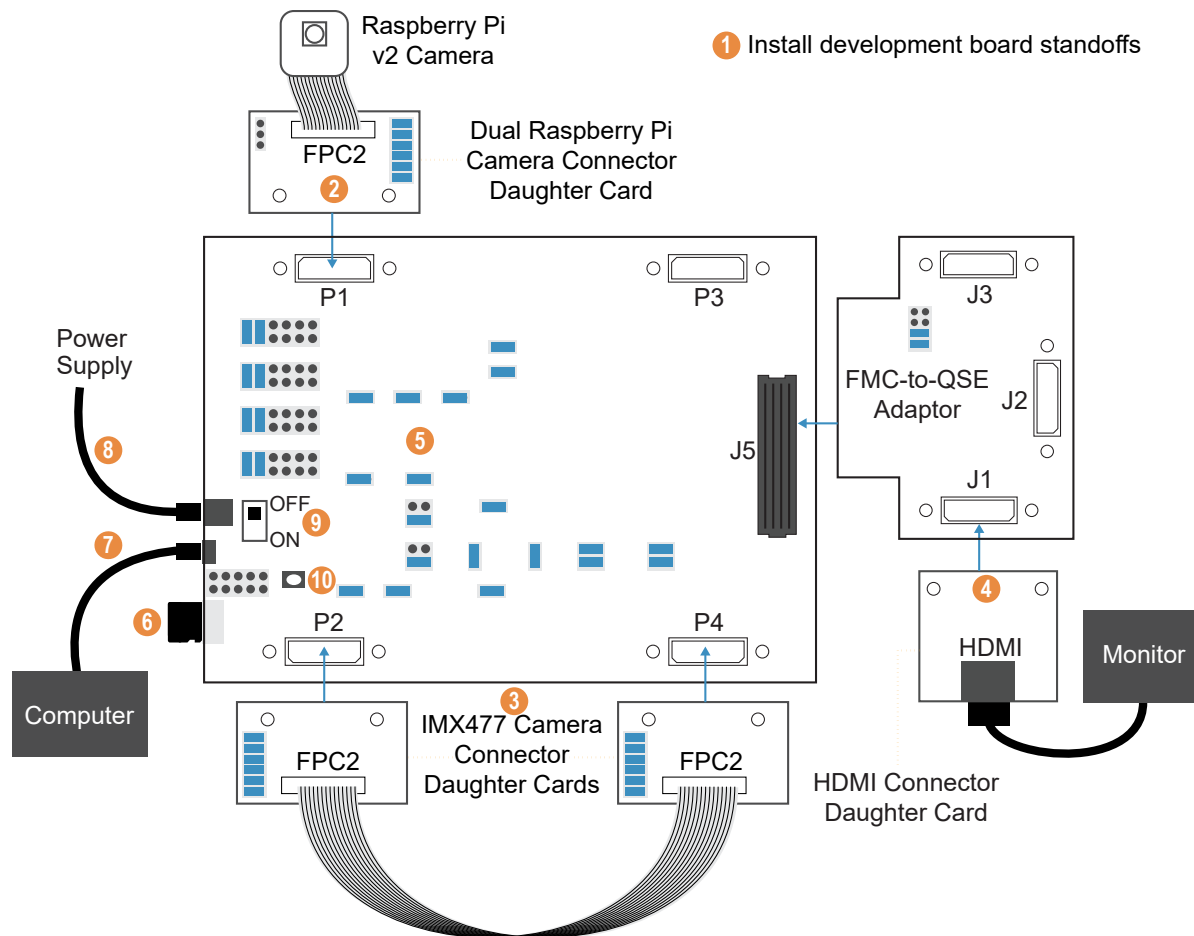 Raspberry Pi
v2 Camera
1 Install development board standoffs
FPC2
2
Dual Raspberry Pi
Camera Connector
Daughter Card
P1
P3
J3
Power
Supply
FMC-to-QSE
Adaptor
J2
8
5
J5
J1
OFF
9
ON
7
10
4
6
P2
P4
HDMI
Monitor
Computer
3
IMX477 Camera
Connector
Daughter Cards
FPC2
FPC2
HDMI Connector
Daughter Card